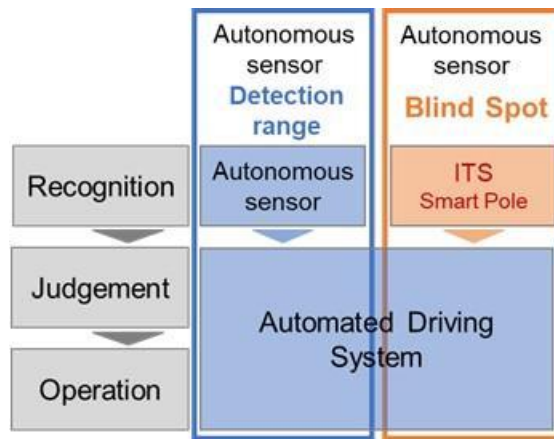 Autonomous
sensor
Detection
range
Autonomous
sensor
Blind Spot
Recognition
Autonomous
sensor
ITS
Smart Pole
Judgement
Automated Driving
System
Operation